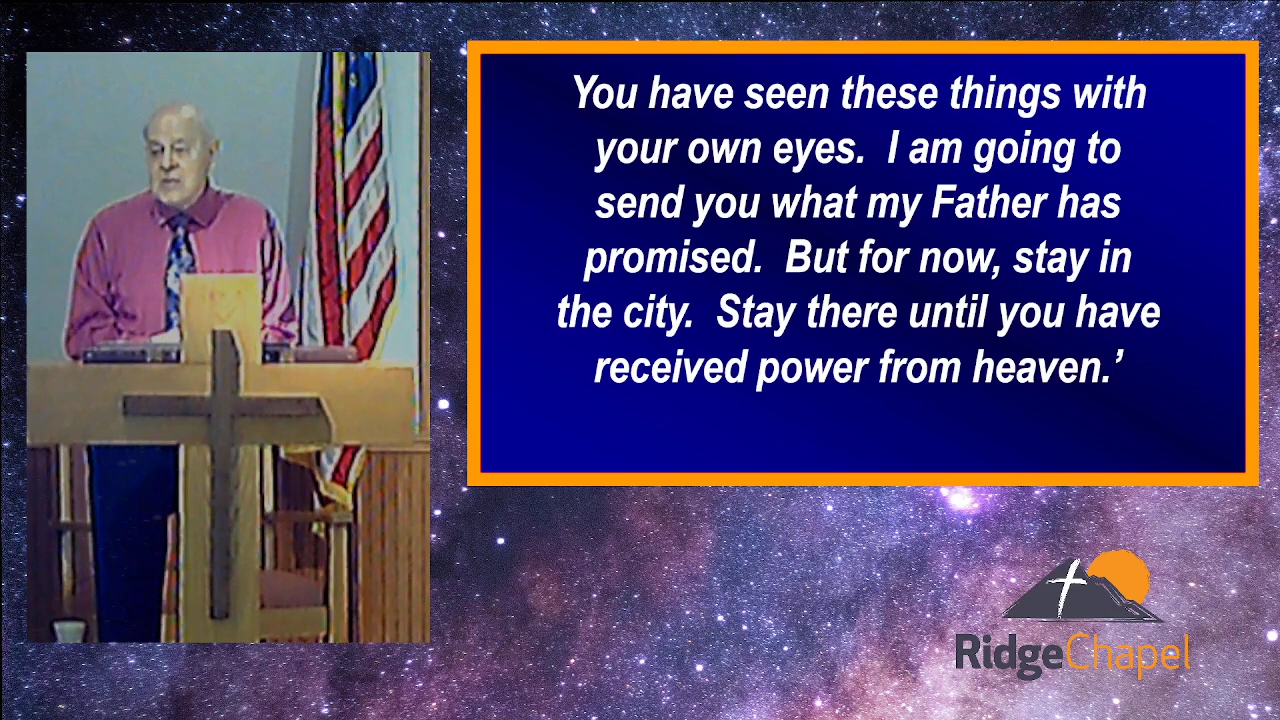 You have seen these things with
your own eyes.  I am going to
send you what my Father has
promised.  But for now, stay in
the city.  Stay there until you have
received power from heaven.’
RidgeChapel